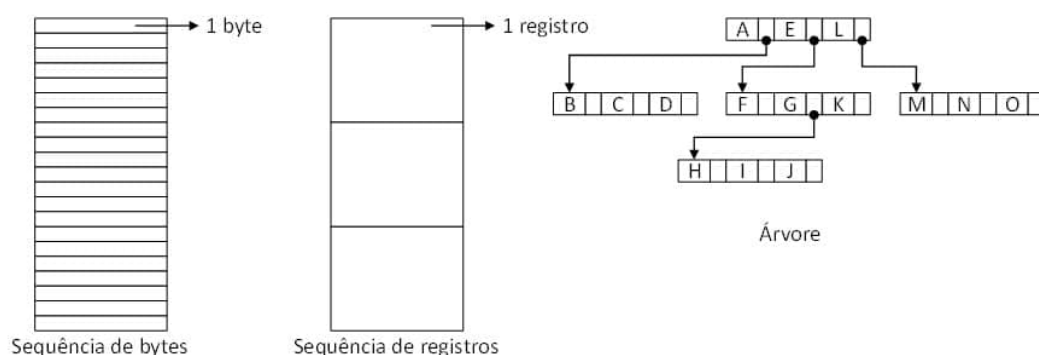 1 byte
Sequência de bytes
1 registro
Sequência de registros
A E L
B C D
F G K
M N O
H I J
Árvore